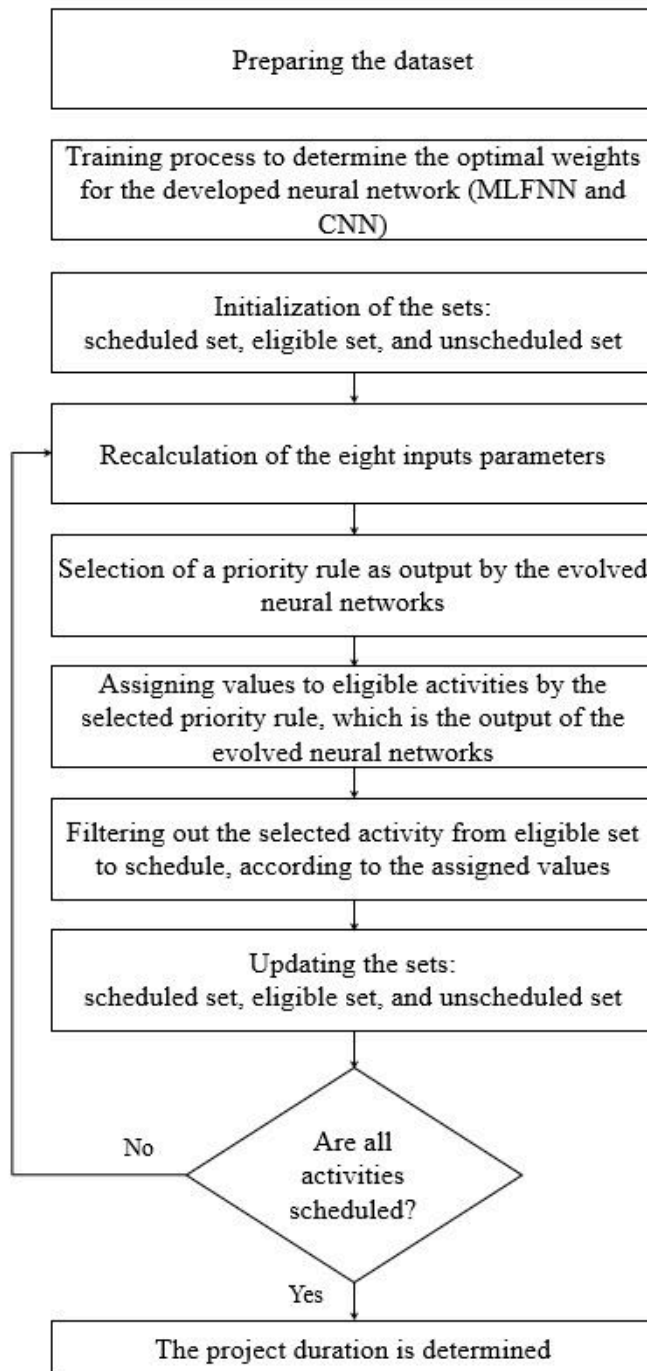 Preparing the dataset
Training process to determine the optimal weights
for the developed neural network (MLFNN and
CNN)
Initialization of the sets:
scheduled set, eligible set, and unscheduled set
Recalculation of the eight inputs parameters
Selection of a priority rule as output by the evolved
neural networks
Assigning values to eligible activities by the
selected priority rule, which is the output of the
evolved neural networks
Filtering out the selected activity from eligible set
to schedule, according to the assigned values
Updating the sets:
scheduled set, eligible set, and unscheduled set
No
Are all
activities
scheduled?
Yes
The project duration is determined